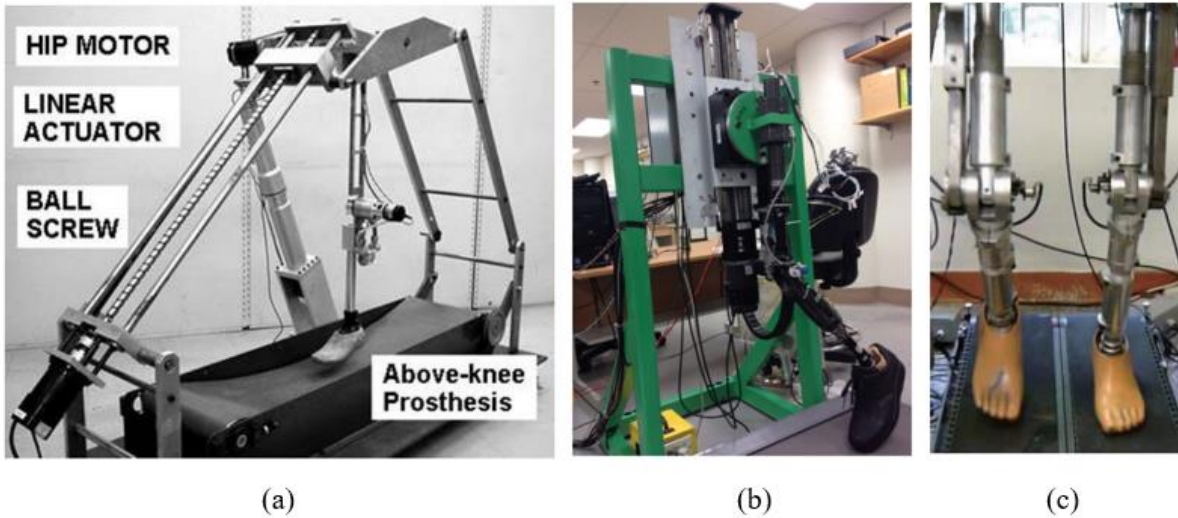 HIP MOTOR
LINEAR
ACTUATOR
BALL
SCREW
Above-knee
Prosthesis
(a)
(b)
(c)